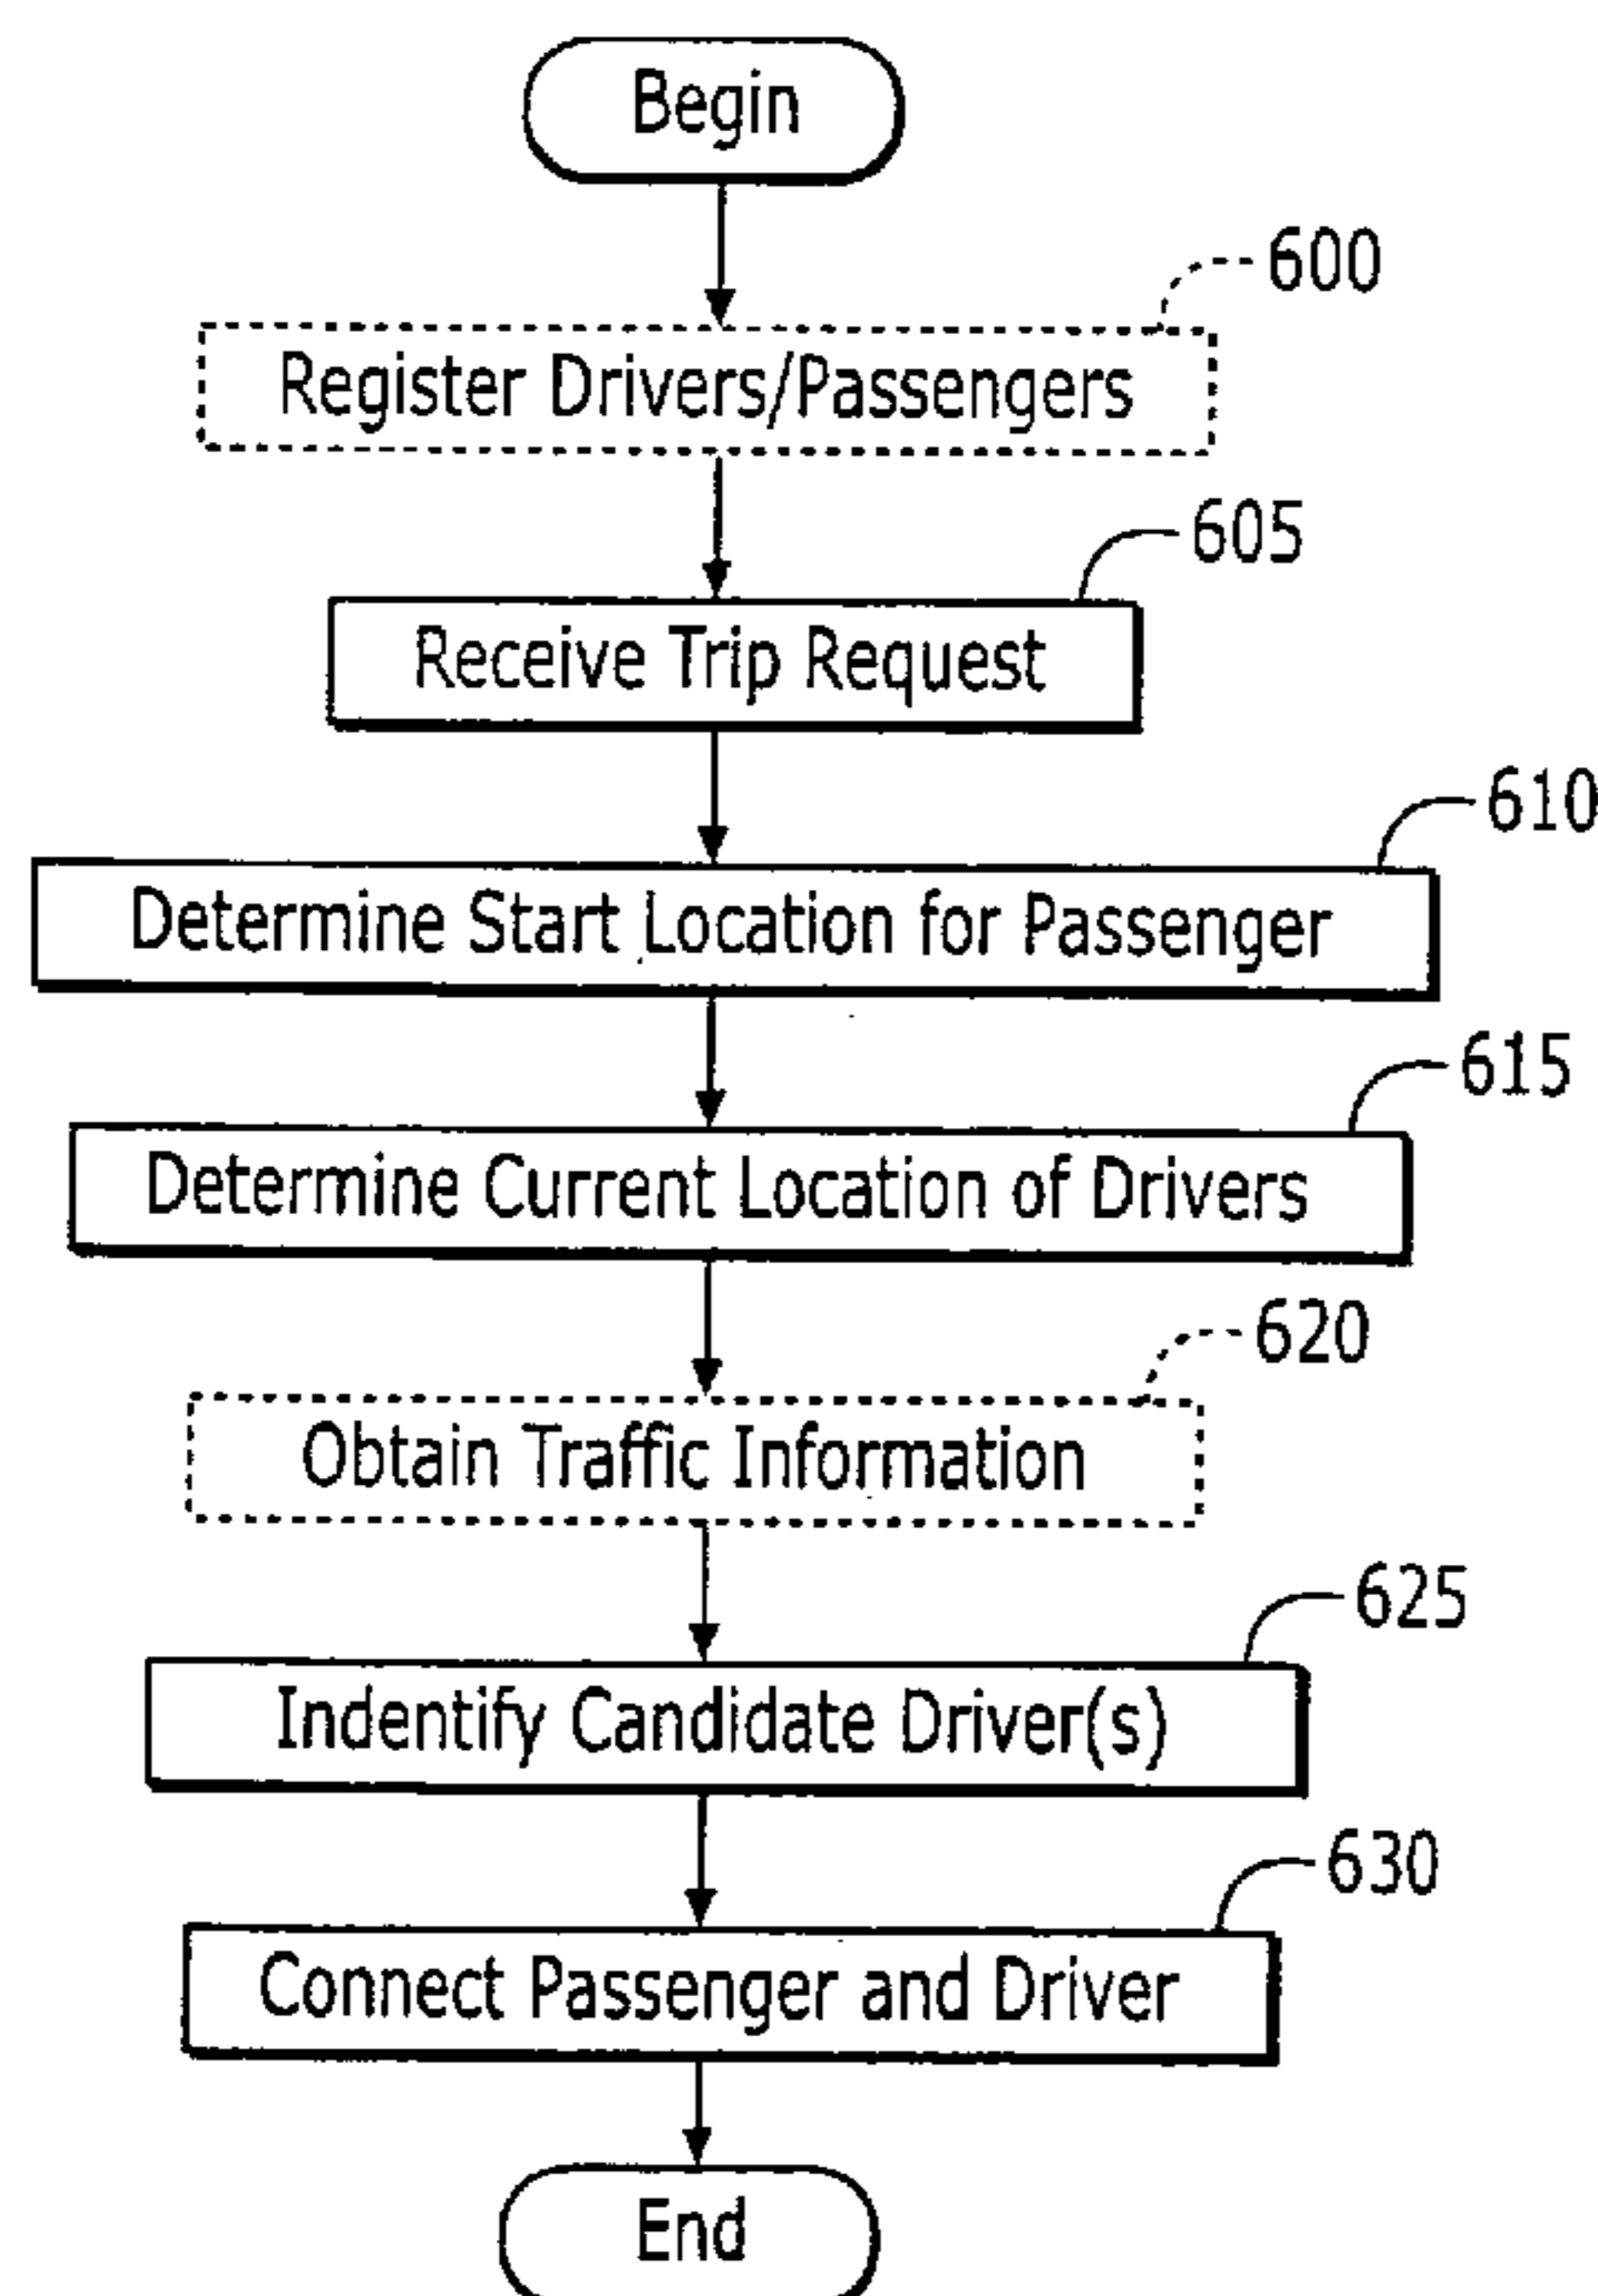 Begin
600
Register Drivers/Passengers
605
Receive Trip Request
610
Determine Start Location for Passenger
615
Determine Current Location of Drivers
620
Obtain Traffic Information
625
Indentify Candidate Driver(s)
630
Connect Passenger and Driver
End